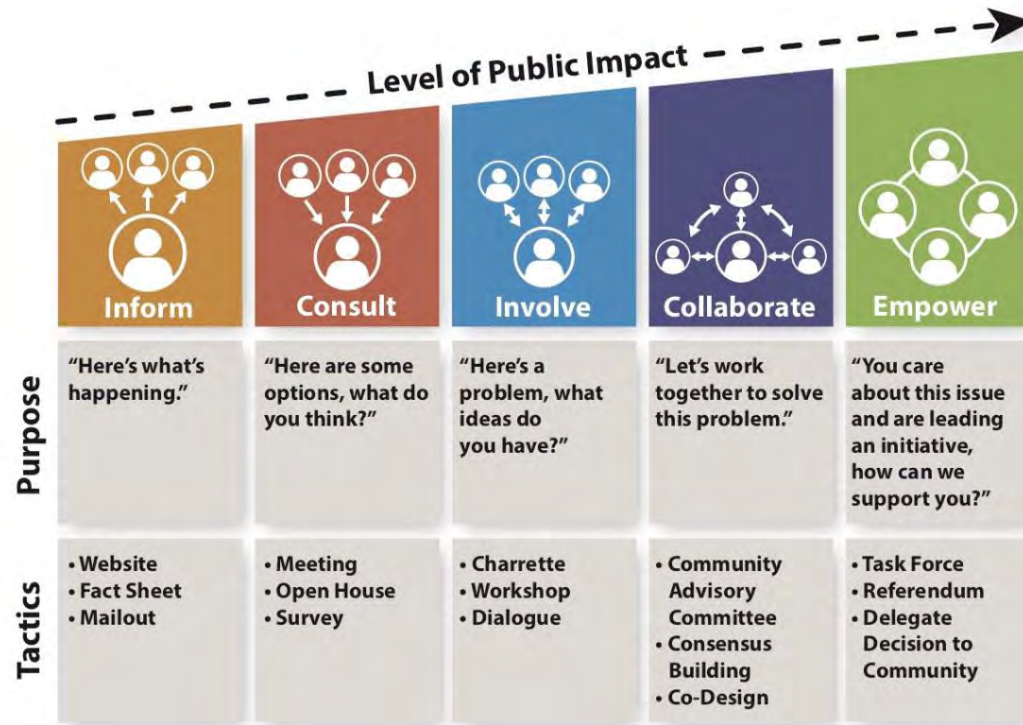 Level of Public Impact
Inform
Consult
Involve
Collaborate
Empower
Purpose
“Here’s what’s
happening.”
“Here are some
options, what do
you think?”
“Here’s a
problem, what
ideas do
you have?”
“Let’s work
together to solve
this problem.”
“You care
about this issue
and are leading
an initiative,
how can we
support you?”
Tactics
• Website
• Fact Sheet
• Mailout
• Meeting
• Open House
• Survey
• Charrette
• Workshop
• Dialogue
• Community
Advisory
Committee
• Consensus
Building
• Co-Design
• Task Force
• Referendum
• Delegate
Decision to
Community